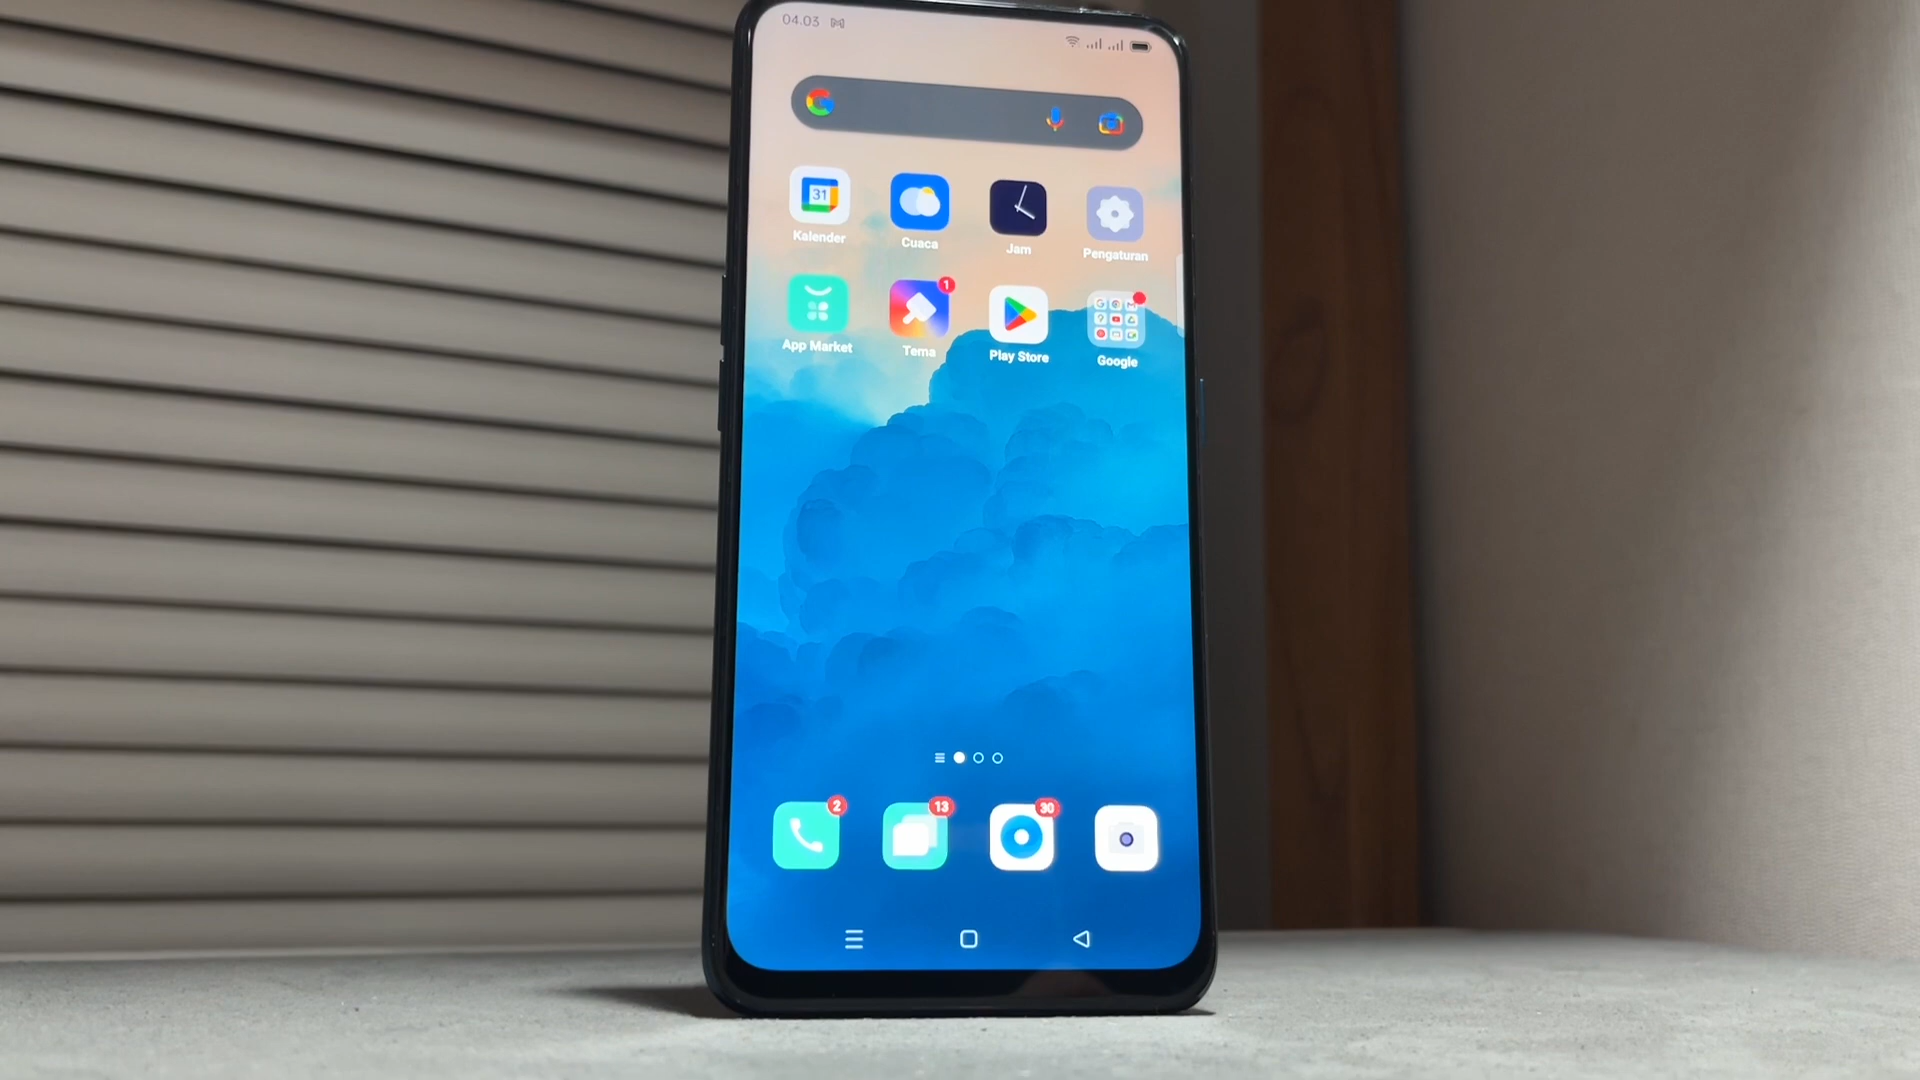 04.03
31
Kalender
Cuaca
Jam
Pengaturan
1
App Market
Tema
Play Store
Google
2
13
30